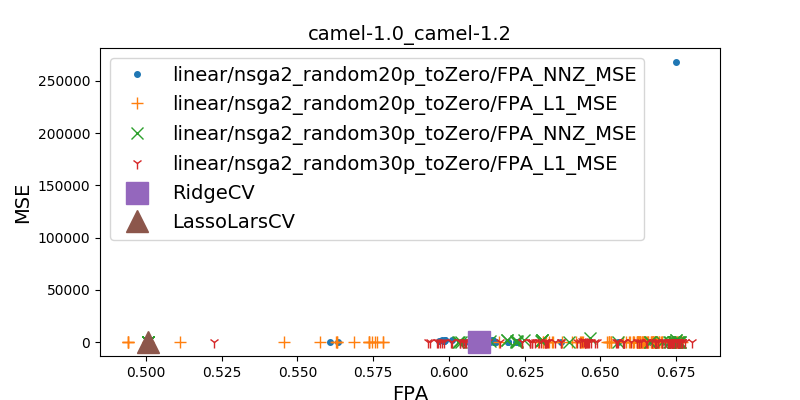 camel-1.0_camel-1.2
linear/nsga2_random20p_toZero/FPA_NNZ_MSE
linear/nsga2_random20p_toZero/FPA_L1_MSE
linear/nsga2_random30p_toZero/FPA_NNZ_MSE
linear/nsga2_random30p_toZero/FPA_L1_MSE
RidgeCV
LassoLarsCV
MSE
250000
200000
150000
100000
50000
0
0.500 0.525 0.550 0.575 0.600 0.625 0.650 0.675
FPA